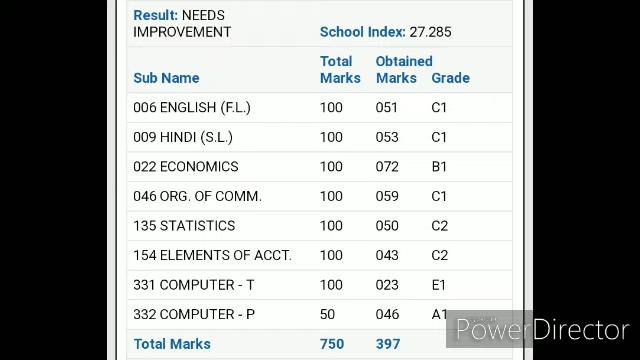 Result: NEEDS
IMPROVEMENT School Index: 27.285
Total Obtained
Sub Name Marks Marks Grade
006 ENGLISH (F.L.) 100 051 C1
009 HINDI (S.L.) 100 053 C1
022 ECONOMICS 100 072 B1
046 ORG. OF COMM. 100 059 C1
135 STATISTICS 100 050 C2
154 ELEMENTS OF ACCT. 100 043 C2
331 COMPUTER - T 100 023 E1
332 COMPUTER - P 50 046 A1
Total Marks 750 397
PowerDirector